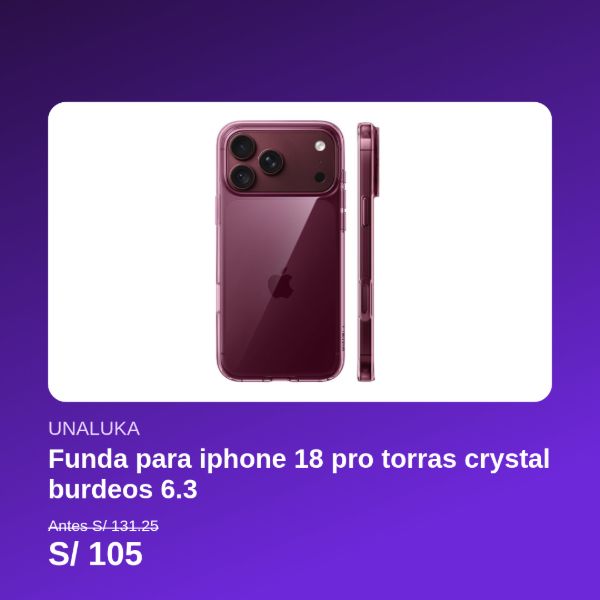 UNALUKA
Funda para iphone 18 pro torras crystal
burdeos 6.3
Antes S/ 131.25
S/ 105